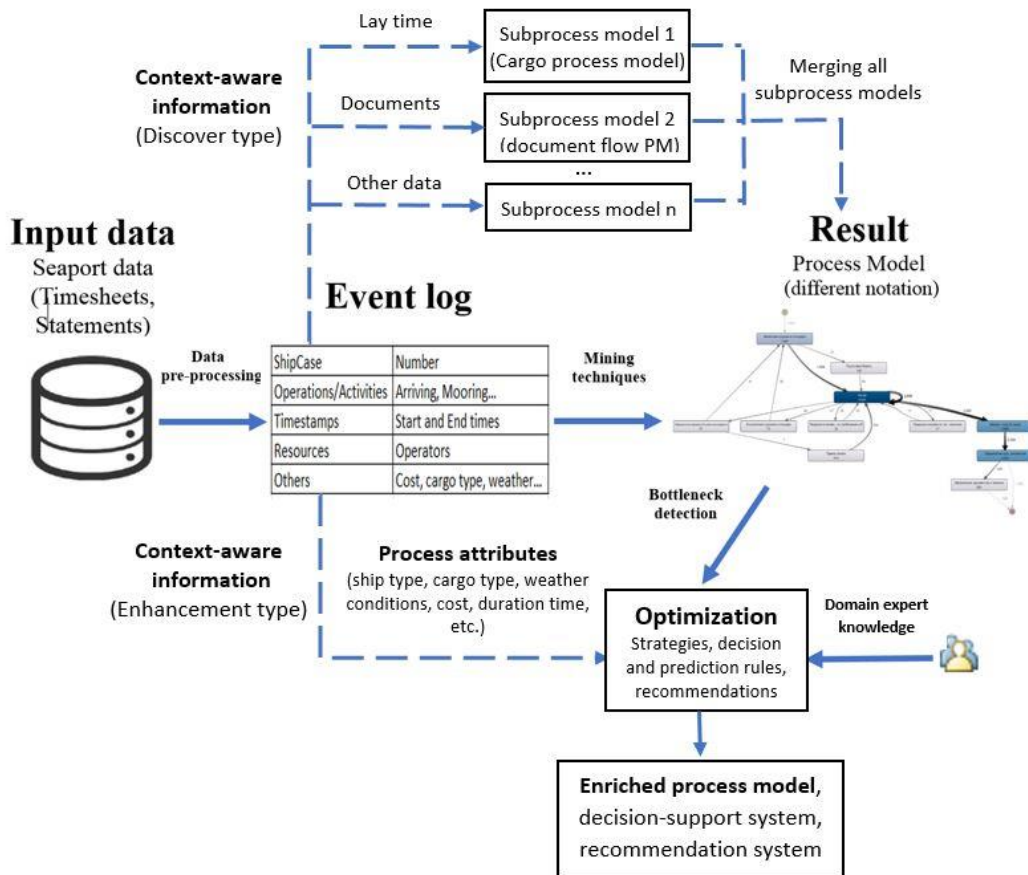 Lay time
Subprocess model 1
(Cargo process model)
Context-aware
information
(Discover type)
Documents
Subprocess model 2
(document flow PM)
...
Merging all
subprocess models
Other data
Subprocess model n
Input data
Seaport data
(Timesheets,
Statements)
Event log
Result
Process Model
(different notation)
Data
pre-processing
ShipCase Number
Operations/Activities Arriving, Mooring...
Timestamps Start and End times
Resources Operators
Others Cost, cargo type, weather...
Mining
techniques
Bottleneck
detection
Context-aware
information
(Enhancement type)
Process attributes
(ship type, cargo type, weather
conditions, cost, duration time,
etc.)
Optimization
Strategies, decision
and prediction rules,
recommendations
Domain expert
knowledge
Enriched process model,
decision-support system,
recommendation system